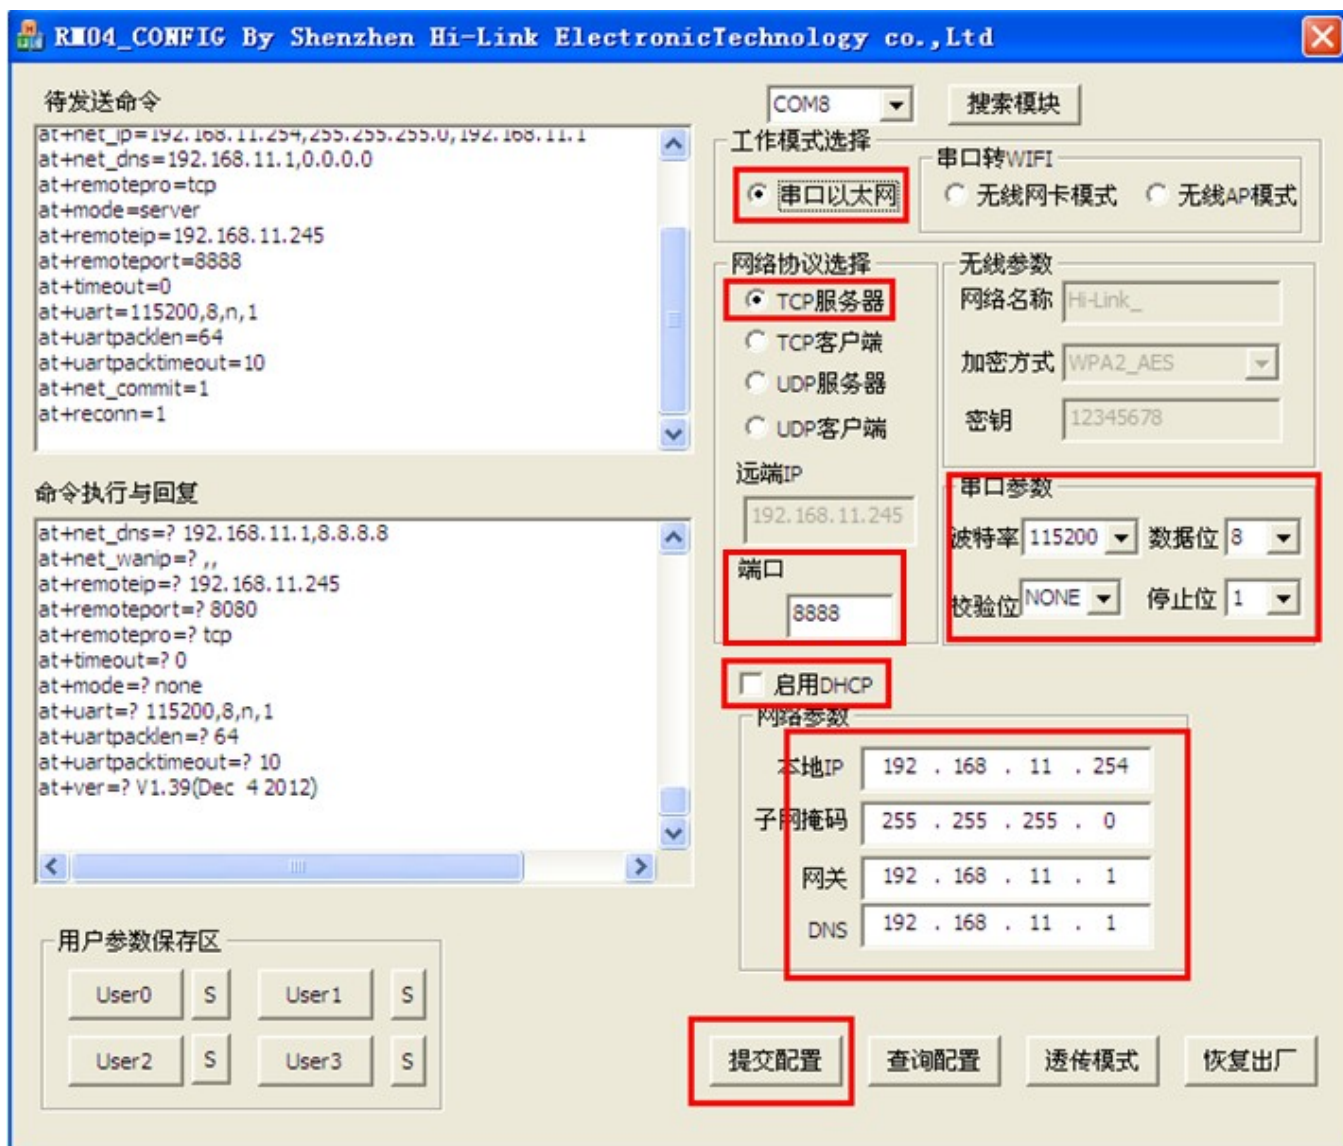 RM04_CONFIG By Shenzhen Hi-Link ElectronicTechnology co.,Ltd
待发送命令
at+net_ip=192.168.11.254,255.255.255.0,192.168.11.1
at+net_dns=192.168.11.1,0.0.0.0
at+remotepro=tcp
at+mode=server
at+remoteip=192.168.11.245
at+remoteport=8888
at+timeout=0
at+uart=115200,8,n,1
at+uartpacklen=64
at+uartpacktimeout=10
at+net_commit=1
at+reconn=1
命令执行与回复
at+net_dns=? 192.168.11.1,8.8.8.8
at+net_wanip=? ,,
at+remoteip=? 192.168.11.245
at+remoteport=? 8080
at+remotepro=? tcp
at+timeout=? 0
at+mode=? none
at+uart=? 115200,8,n,1
at+uartpacklen=? 64
at+uartpacktimeout=? 10
at+ver=? V1.39(Dec  4 2012)
用户参数保存区
User0 S User1 S
User2 S User3 S
COM8 搜索模块
工作模式选择
串口以太网
串口转WIFI
无线网卡模式 无线AP模式
网络协议选择
TCP服务器
TCP客户端
UDP服务器
UDP客户端
远端IP
192.168.11.245
端口
8888
无线参数
网络名称 Hi-Link_
加密方式 WPA2_AES
密钥 12345678
串口参数
波特率 115200 数据位 8
校验位 NONE 停止位 1
启用DHCP
网络参数
本地IP 192 . 168 . 11 . 254
子网掩码 255 . 255 . 255 . 0
网关 192 . 168 . 11 . 1
DNS 192 . 168 . 11 . 1
提交配置 查询配置 透传模式 恢复出厂